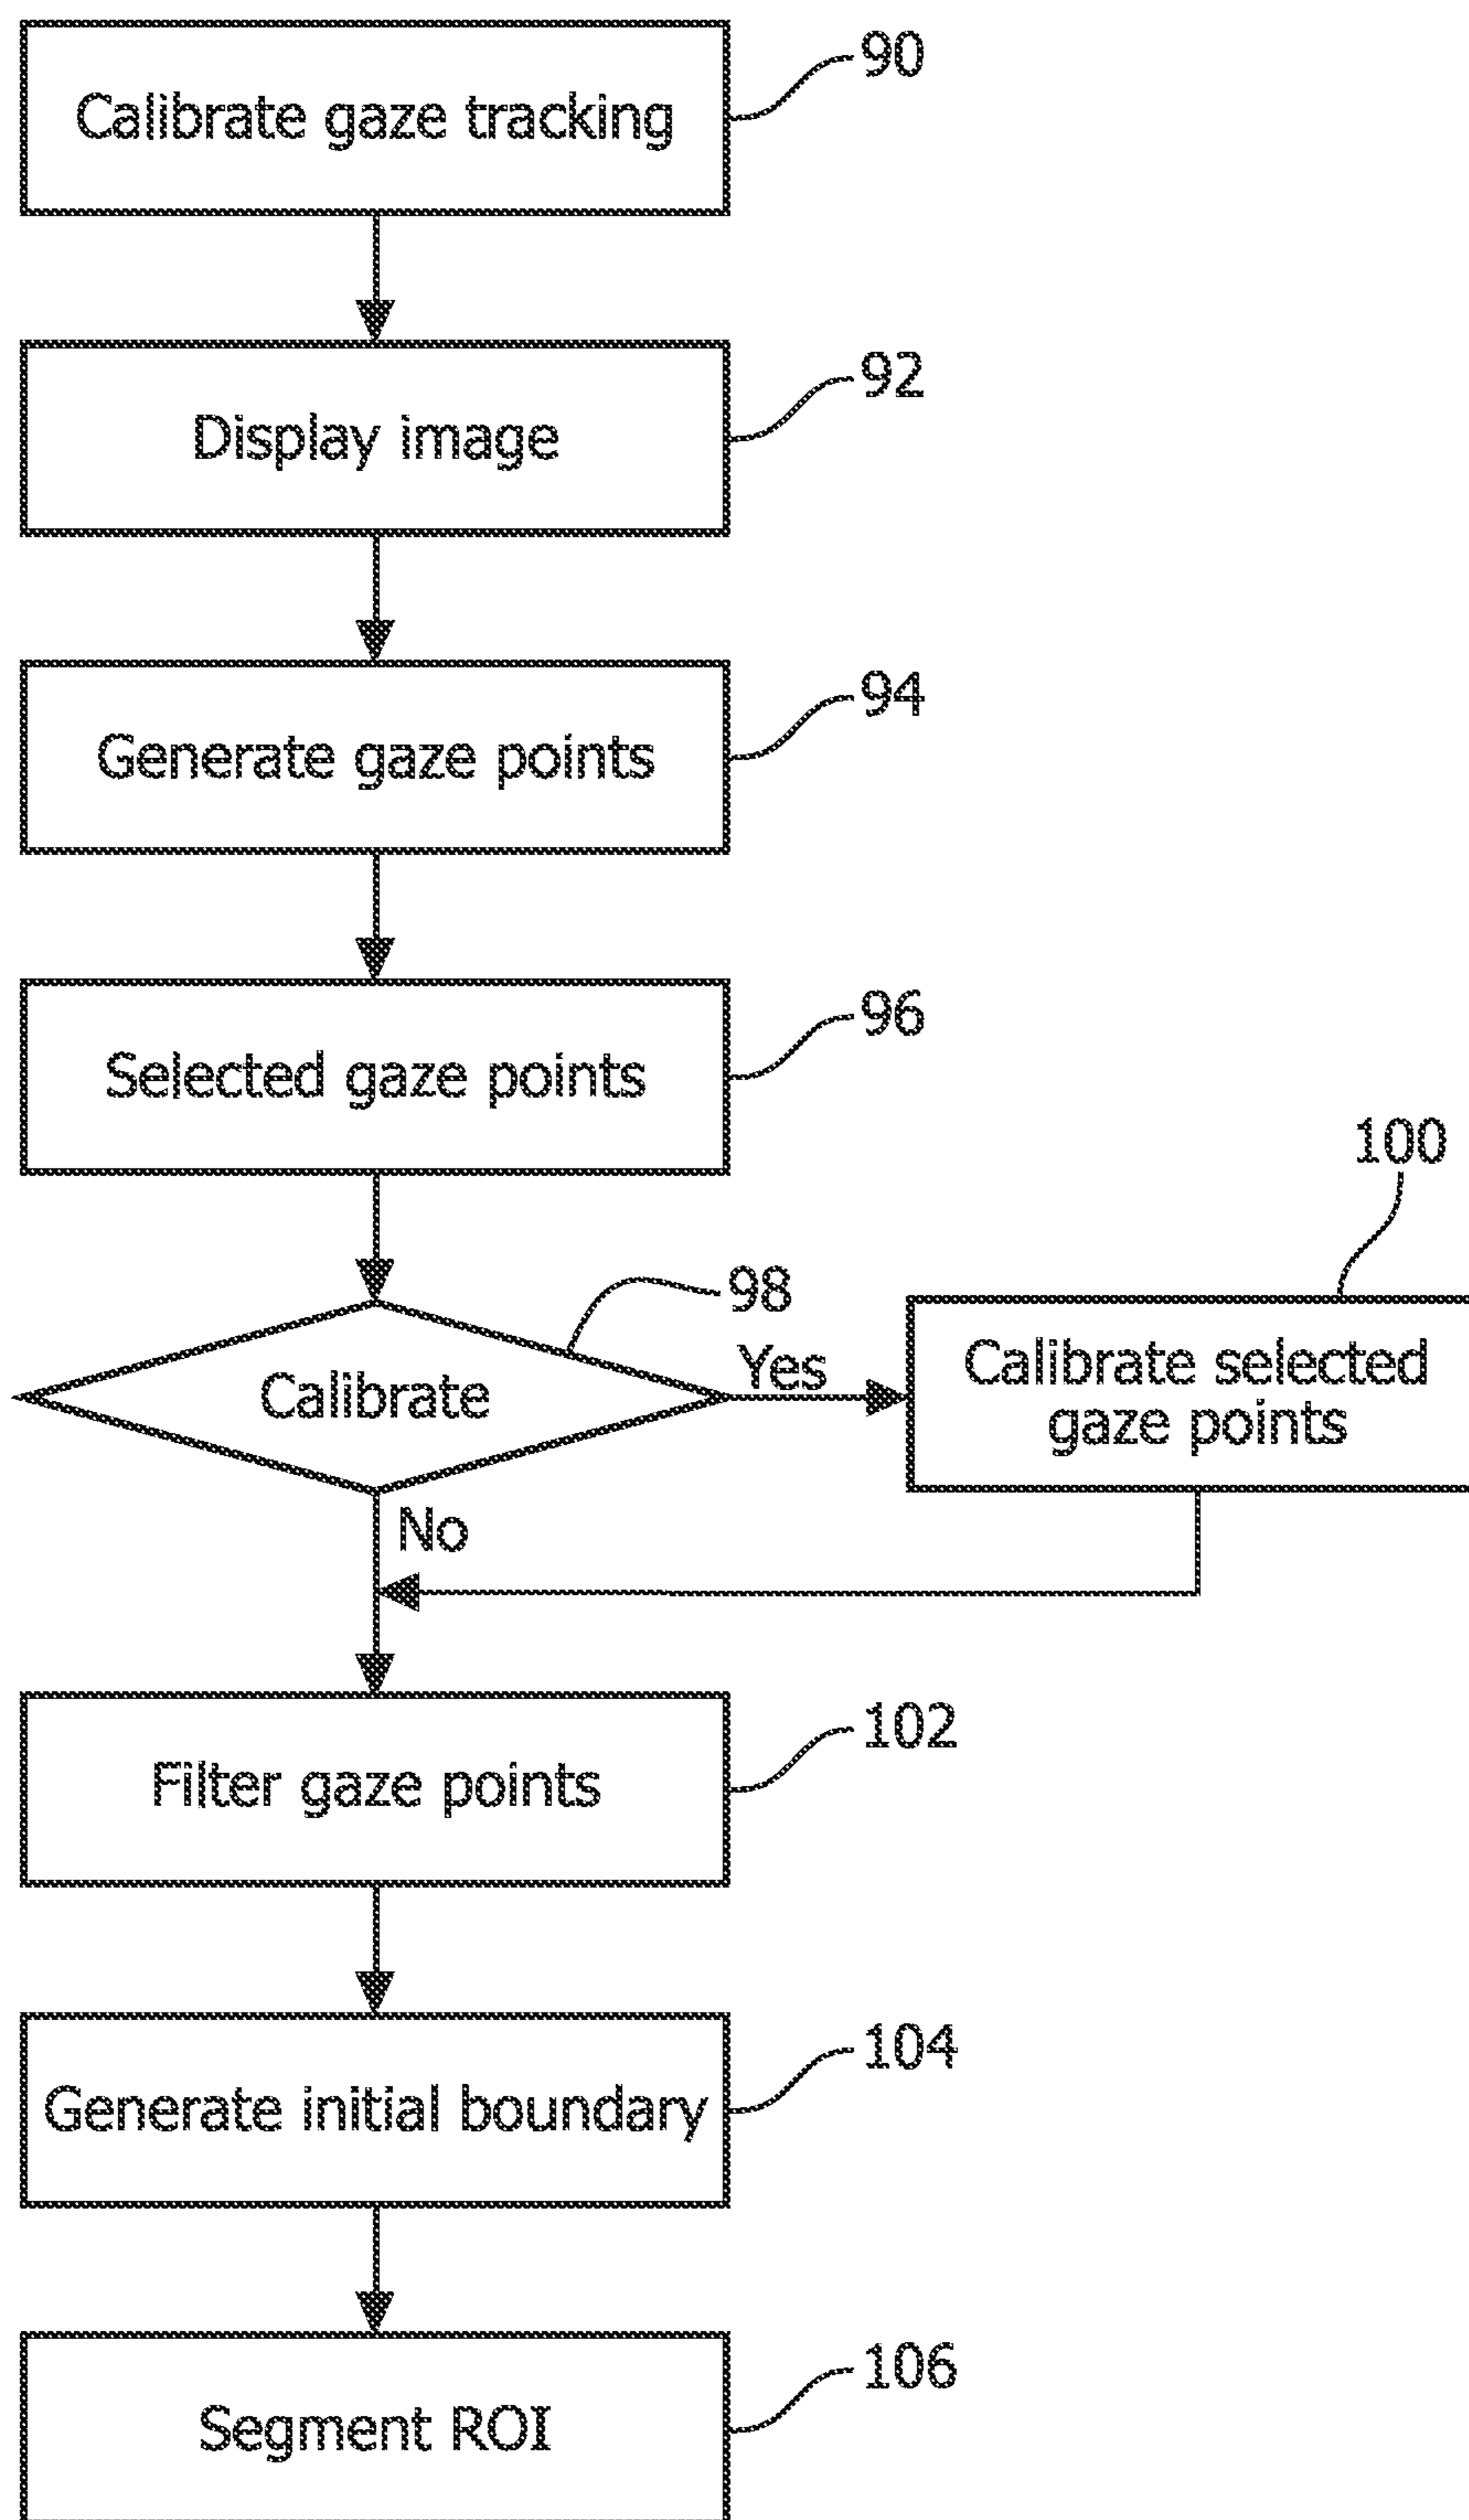 Calibrate gaze tracking
90
Display image
92
Generate gaze points
94
Selected gaze points
96
Calibrate
98
Yes
No
100
Calibrate selected
gaze points
Filter gaze points
102
Generate initial boundary
104
Segment ROI
106